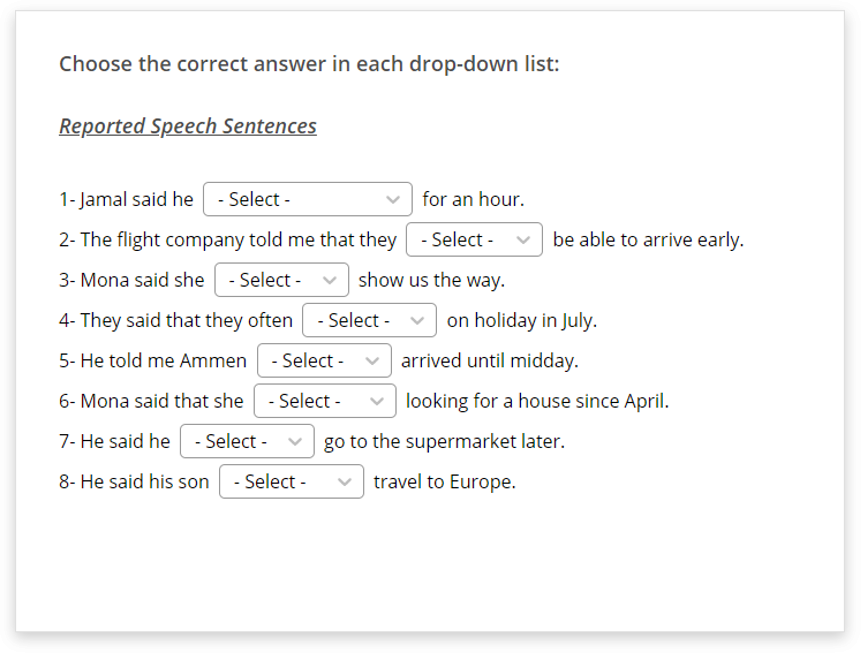 Choose the correct answer in each drop-down list:
Reported Speech Sentences
1- Jamal said he - Select - for an hour.
2- The flight company told me that they - Select - be able to arrive early.
3- Mona said she - Select - show us the way.
4- They said that they often - Select - on holiday in July.
5- He told me Ammen - Select - arrived until midday.
6- Mona said that she - Select - looking for a house since April.
7- He said he - Select - go to the supermarket later.
8- He said his son - Select - travel to Europe.